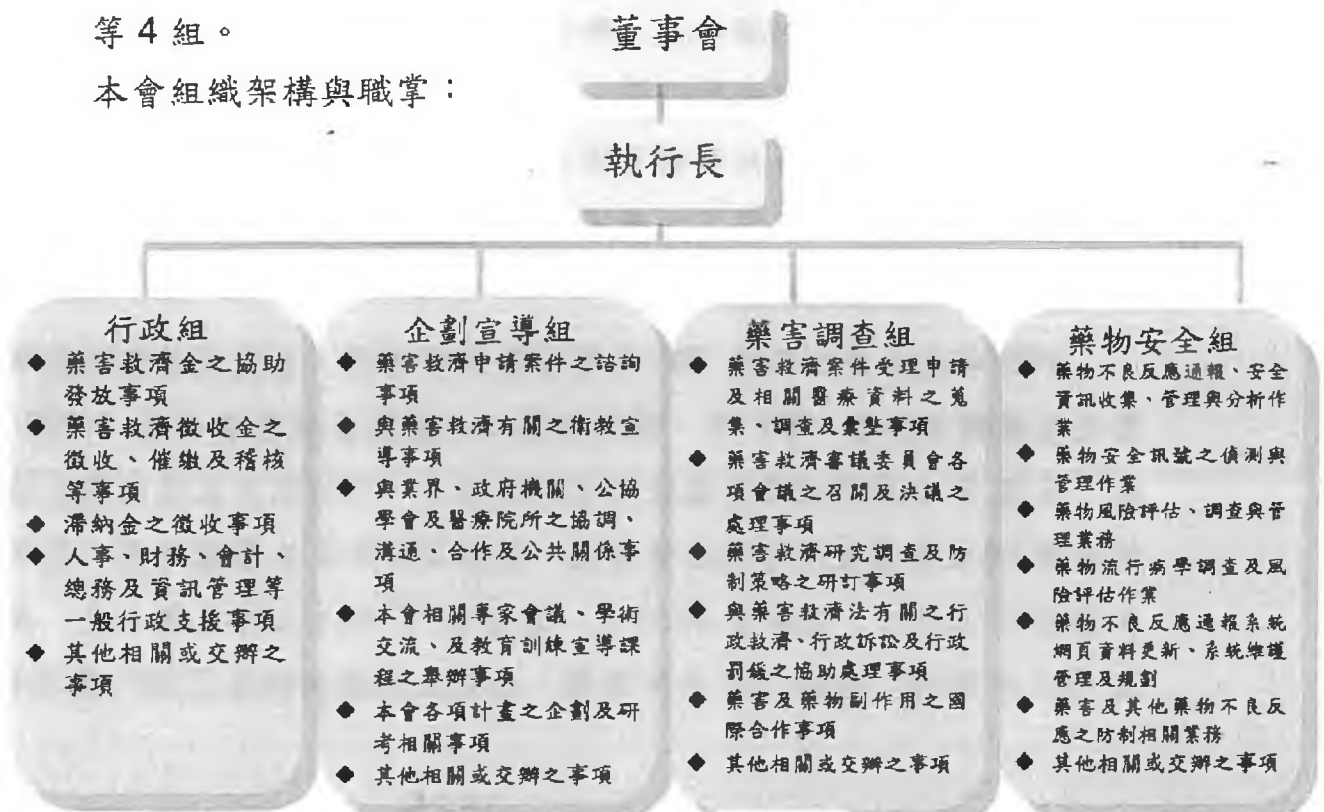 等 4 組。
本會組織架構與職掌：
董事會
執行長
行政組
◆ 藥害救濟金之協助
發放事項
◆ 藥害救濟徵收金之
徵收、催繳及稽核
等事項
◆ 滯納金之徵收事項
◆ 人事、財務、會計、
總務及資訊管理等
一般行政支援事項
◆ 其他相關或交辦之
事項
企劃宣導組
◆ 藥害救濟申請案件之諮詢
事項
◆ 與藥害救濟有關之衛教宣
導事項
◆ 與業界、政府機關、公協
學會及醫療院所之協調、
溝通、合作及公共關係事
項
◆ 本會相關專家會議、學術
交流、及教育訓練宣導課
程之舉辦事項
◆ 本會各項計畫之企劃及研
考相關事項
◆ 其他相關或交辦之事項
藥害調查組
◆ 藥害救濟案件受理申請
及相關醫療資料之蒐
集、調查及彙整事項
◆ 藥害救濟審議委員會各
項會議之召開及決議之
處理事項
◆ 藥害救濟研究調查及防
制策略之研訂事項
◆ 與藥害救濟法有關之行
政救濟、行政訴訟及行政
罰鍰之協助處理事項
◆ 藥害及藥物副作用之國
際合作事項
◆ 其他相關或交辦之事項
藥物安全組
◆ 藥物不良反應通報、安全
資訊收集、管理與分析作
業
◆ 藥物安全訊號之偵測與
管理作業
◆ 藥物風險評估、調查與管
理業務
◆ 藥物流行病學調查及風
險評估作業
◆ 藥物不良反應通報系統
網頁資料更新、系統維護
管理及規劃
◆ 藥害及其他藥物不良反
應之防制相關業務
◆ 其他相關或交辦之事項